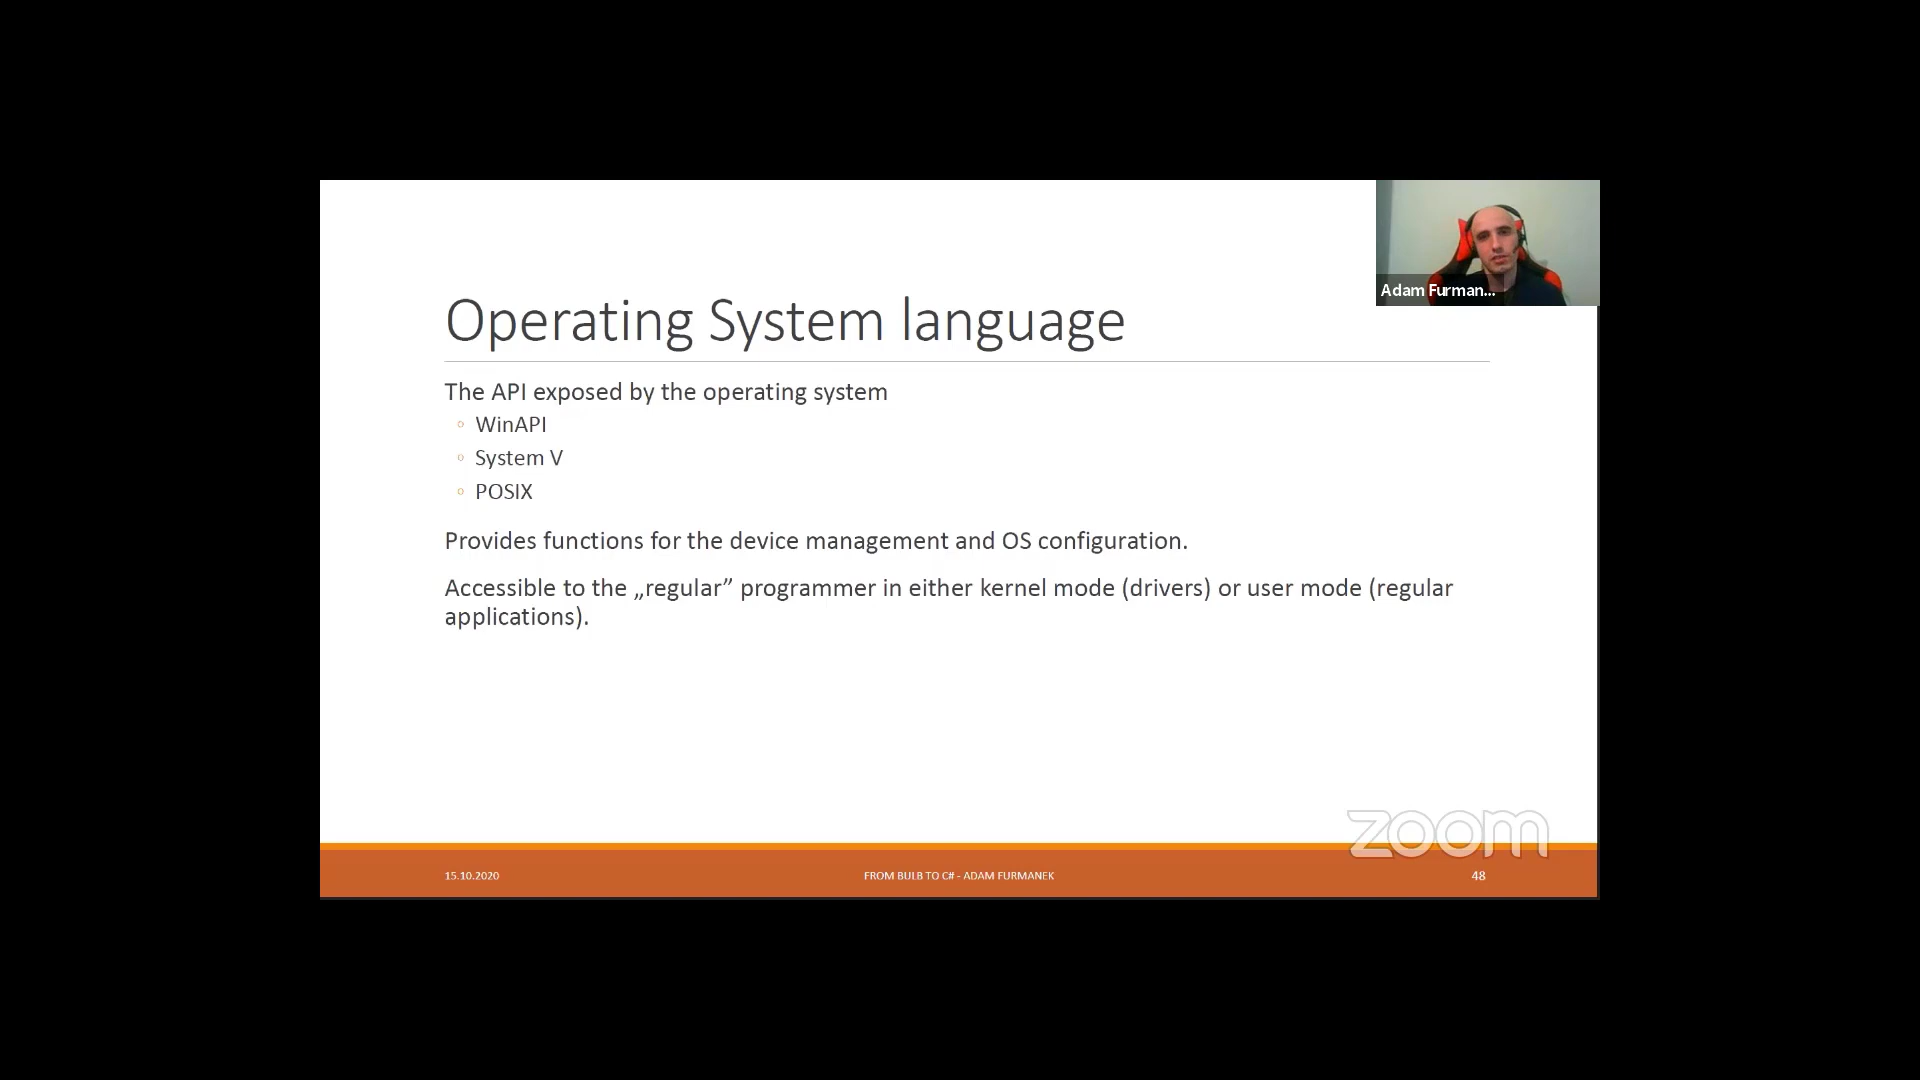 Adam Furman...
Operating System language
The API exposed by the operating system
◦ WinAPI
◦ System V
◦ POSIX
Provides functions for the device management and OS configuration.
Accessible to the „regular” programmer in either kernel mode (drivers) or user mode (regular
applications).
zoom
15.10.2020
FROM BULB TO C# - ADAM FURMANEK
48